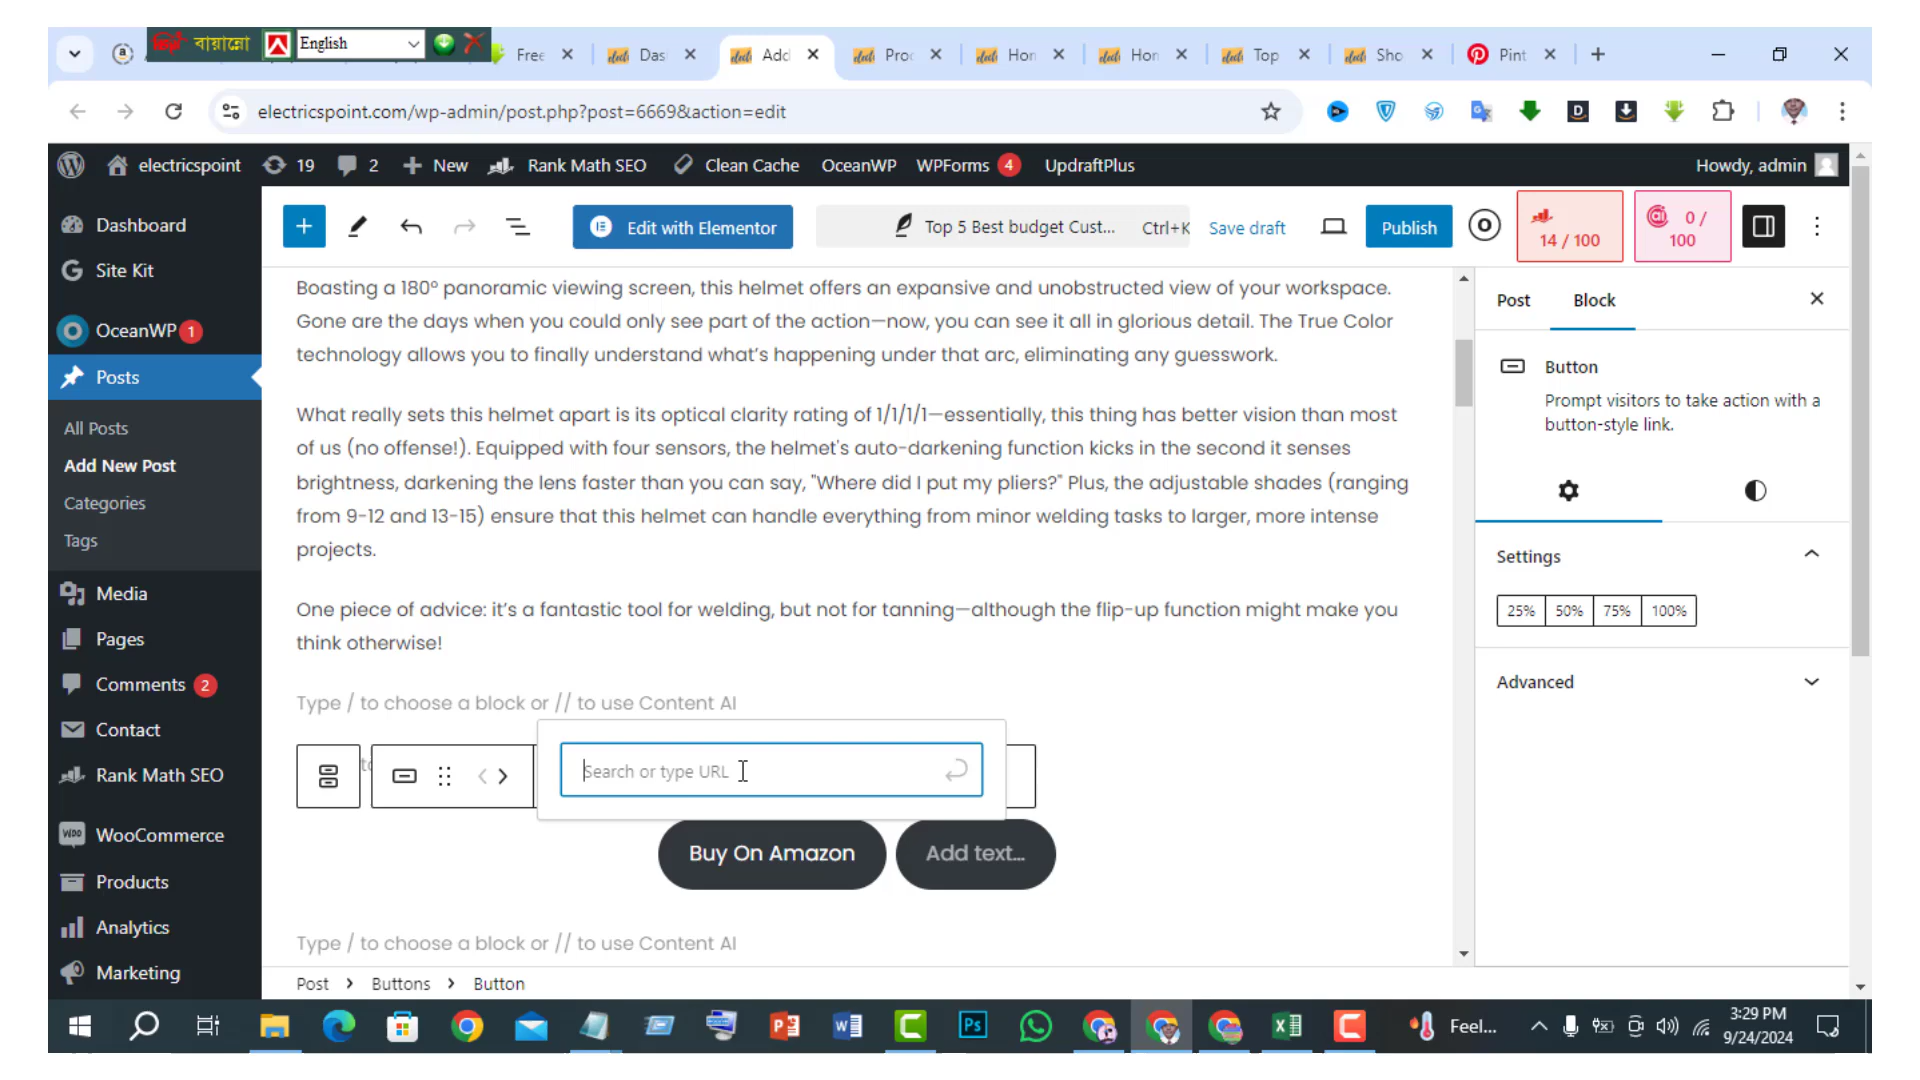 বায়ান্নো
English
Free
Das
Add
Proc
Hon
Hon
Top
Sho
Pint
electricspoint.com/wp-admin/post.php?post=6669&action=edit
electricspoint
19
2
New
Rank Math SEO
Clean Cache
OceanWP
WPForms 4
UpdraftPlus
Howdy, admin
Dashboard
Site Kit
OceanWP 1
Posts
All Posts
Add New Post
Categories
Tags
Media
Pages
Comments 2
Contact
Rank Math SEO
WooCommerce
Products
Analytics
Marketing
Edit with Elementor
Top 5 Best budget Cust... Ctrl+K
Save draft
Publish
14 / 100
0 /
100
Boasting a 180° panoramic viewing screen, this helmet offers an expansive and unobstructed view of your workspace.
Gone are the days when you could only see part of the action—now, you can see it all in glorious detail. The True Color
technology allows you to finally understand what's happening under that arc, eliminating any guesswork.
What really sets this helmet apart is its optical clarity rating of 1/1/1/1—essentially, this thing has better vision than most
of us (no offense!). Equipped with four sensors, the helmet's auto-darkening function kicks in the second it senses
brightness, darkening the lens faster than you can say, "Where did I put my pliers?" Plus, the adjustable shades (ranging
from 9-12 and 13-15) ensure that this helmet can handle everything from minor welding tasks to larger, more intense
projects.
One piece of advice: it's a fantastic tool for welding, but not for tanning—although the flip-up function might make you
think otherwise!
Type / to choose a block or // to use Content AI
Search or type URL
Buy On Amazon
Add text...
Type / to choose a block or // to use Content AI
Post > Buttons > Button
Post
Block
Button
Prompt visitors to take action with a
button-style link.
Settings
25% 50% 75% 100%
Advanced
Feel...
3:29 PM
9/24/2024